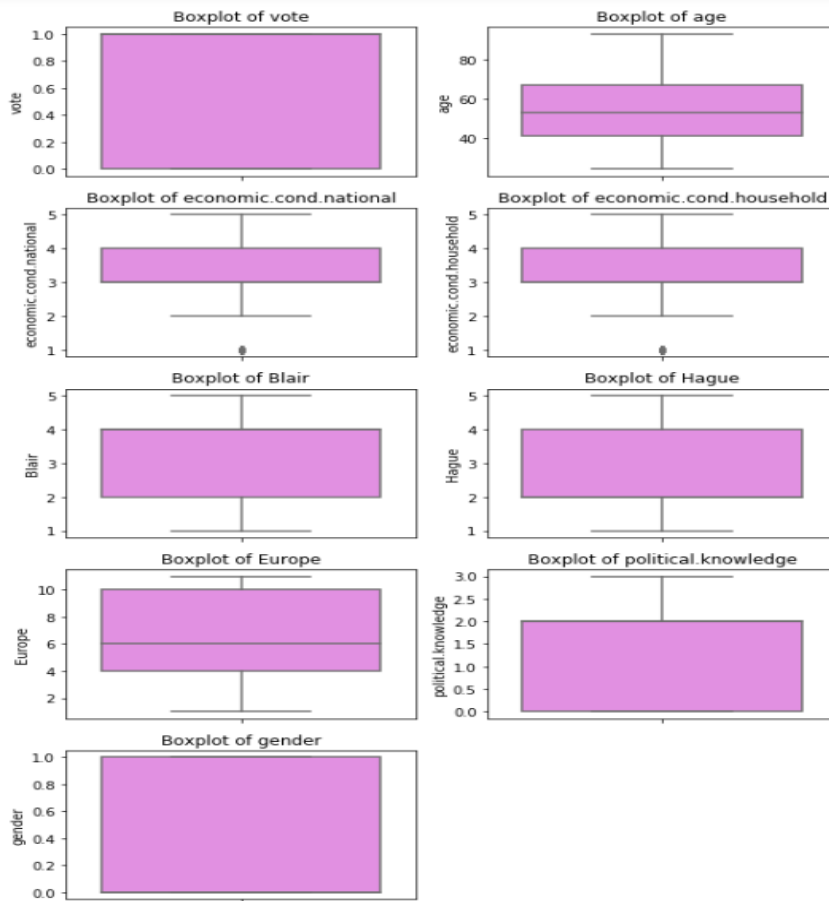 Boxplot of vote
1.0
0.8
0.6
0.4
0.2
0.0
vote
Boxplot of age
80
60
40
age
Boxplot of economic.cond.national
5
4
3
2
1
economic.cond.national
Boxplot of economic.cond.household
5
4
3
2
1
economic.cond.household
Boxplot of Blair
5
4
3
2
1
Blair
Boxplot of Hague
5
4
3
2
1
Hague
Boxplot of Europe
10
8
6
4
2
Europe
Boxplot of political.knowledge
3.0
2.5
2.0
1.5
1.0
0.5
0.0
political.knowledge
Boxplot of gender
1.0
0.8
0.6
0.4
0.2
0.0
gender